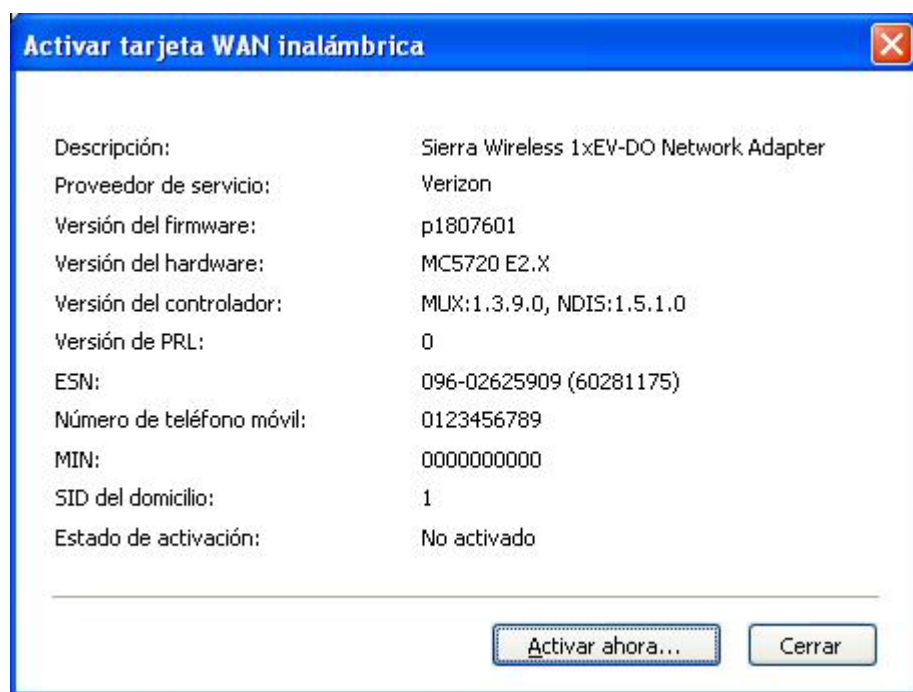 Activar tarjeta WAN inalámbrica
Descripción: Sierra Wireless 1xEV-DO Network Adapter
Proveedor de servicio: Verizon
Versión del firmware: p1807601
Versión del hardware: MC5720 E2.X
Versión del controlador: MUX:1.3.9.0, NDIS:1.5.1.0
Versión de PRL: 0
ESN: 096-02625909 (60281175)
Número de teléfono móvil: 0123456789
MIN: 0000000000
SID del domicilio: 1
Estado de activación: No activado
Activar ahora... Cerrar